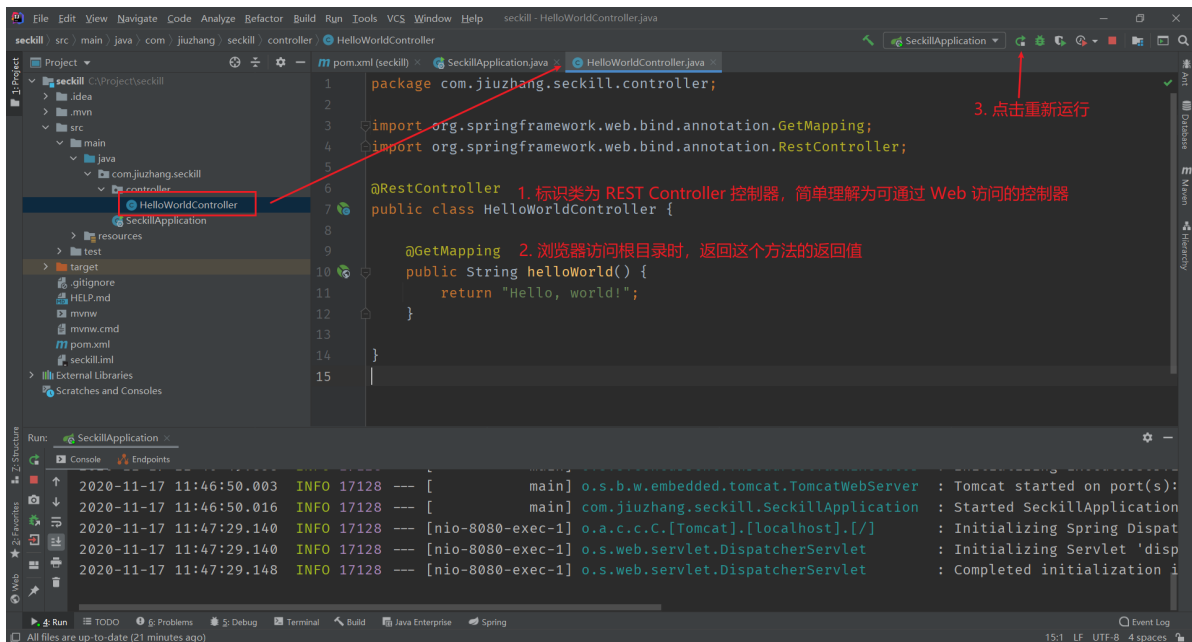 File Edit View Navigate Code Analyze Refactor Build Run Tools VCS Window Help seckill - HelloWorldController.java
seckill src main java com jiuzhang seckill controller HelloWorldController SeckillApplication
1: Project
Project
pom.xml (seckill) SeckillApplication.java HelloWorldController.java
seckill C:\Project\seckill
.idea
.mvn
src
main
java
com.jiuzhang.seckill
controller
HelloWorldController
SeckillApplication
resources
test
target
.gitignore
HELP.md
mvnw
mvnw.cmd
pom.xml
seckill.iml
External Libraries
Scratches and Consoles
1 package com.jiuzhang.seckill.controller;
2
3 import org.springframework.web.bind.annotation.GetMapping;
4 import org.springframework.web.bind.annotation.RestController;
5
6 @RestController
7 public class HelloWorldController {
8
9 @GetMapping
10 public String helloWorld() {
11 return "Hello, world!";
12 }
13
14 }
15
3. 点击重新运行
1. 标识类为 REST Controller 控制器，简单理解为可通过 Web 访问的控制器
2. 浏览器访问根目录时，返回这个方法的返回值
Ant
Database
Maven
Hierarchy
Run: SeckillApplication
Console Endpoints
2020-11-17 11:46:50.003 INFO 17128 --- [ main] o.s.b.w.embedded.tomcat.TomcatWebServer : Tomcat started on port(s):
2020-11-17 11:46:50.016 INFO 17128 --- [ main] com.jiuzhang.seckill.SeckillApplication : Started SeckillApplication
2020-11-17 11:47:29.140 INFO 17128 --- [nio-8080-exec-1] o.a.c.c.C.[Tomcat].[localhost].[/] : Initializing Spring Dispat
2020-11-17 11:47:29.140 INFO 17128 --- [nio-8080-exec-1] o.s.web.servlet.DispatcherServlet : Initializing Servlet 'disp
2020-11-17 11:47:29.148 INFO 17128 --- [nio-8080-exec-1] o.s.web.servlet.DispatcherServlet : Completed initialization i
Z: Structure
2: Favorites
Web
4: Run TODO 6: Problems 5: Debug Terminal Build Java Enterprise Spring Event Log
All files are up-to-date (21 minutes ago) 15:1 LF UTF-8 4 spaces